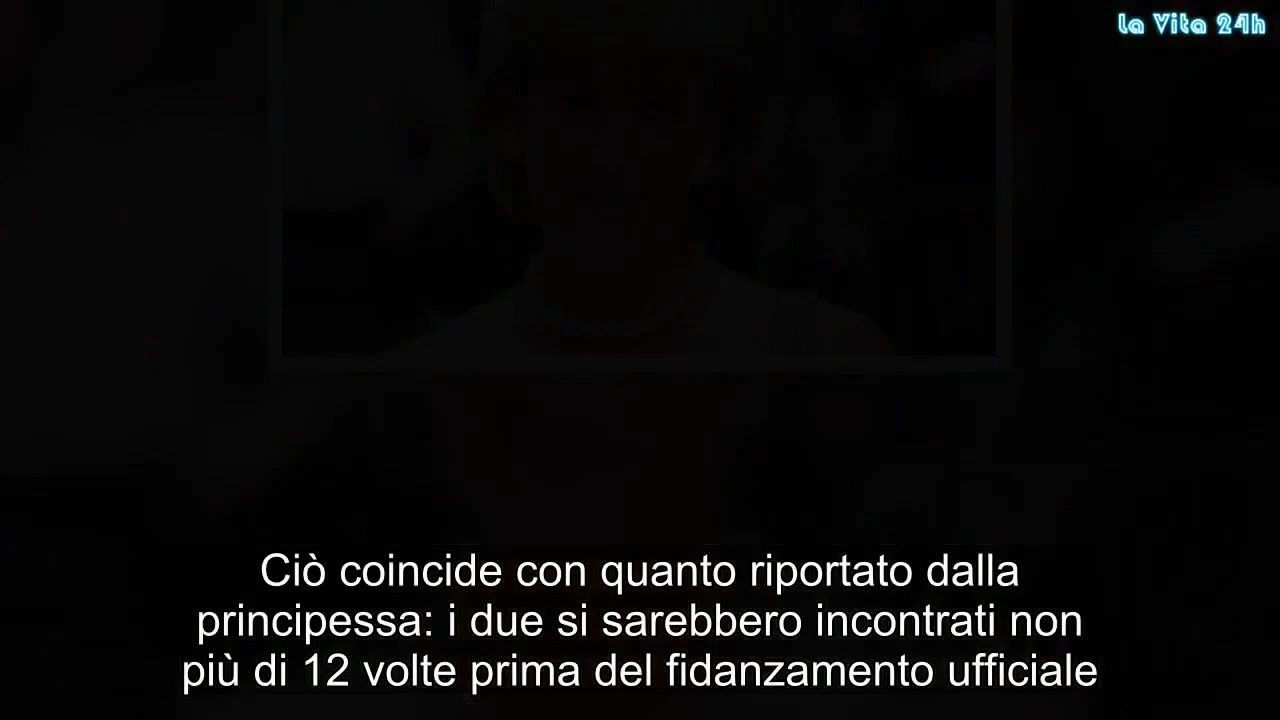 La Vita 24h
Ciò coincide con quanto riportato dalla
principessa: i due si sarebbero incontrati non
più di 12 volte prima del fidanzamento ufficiale